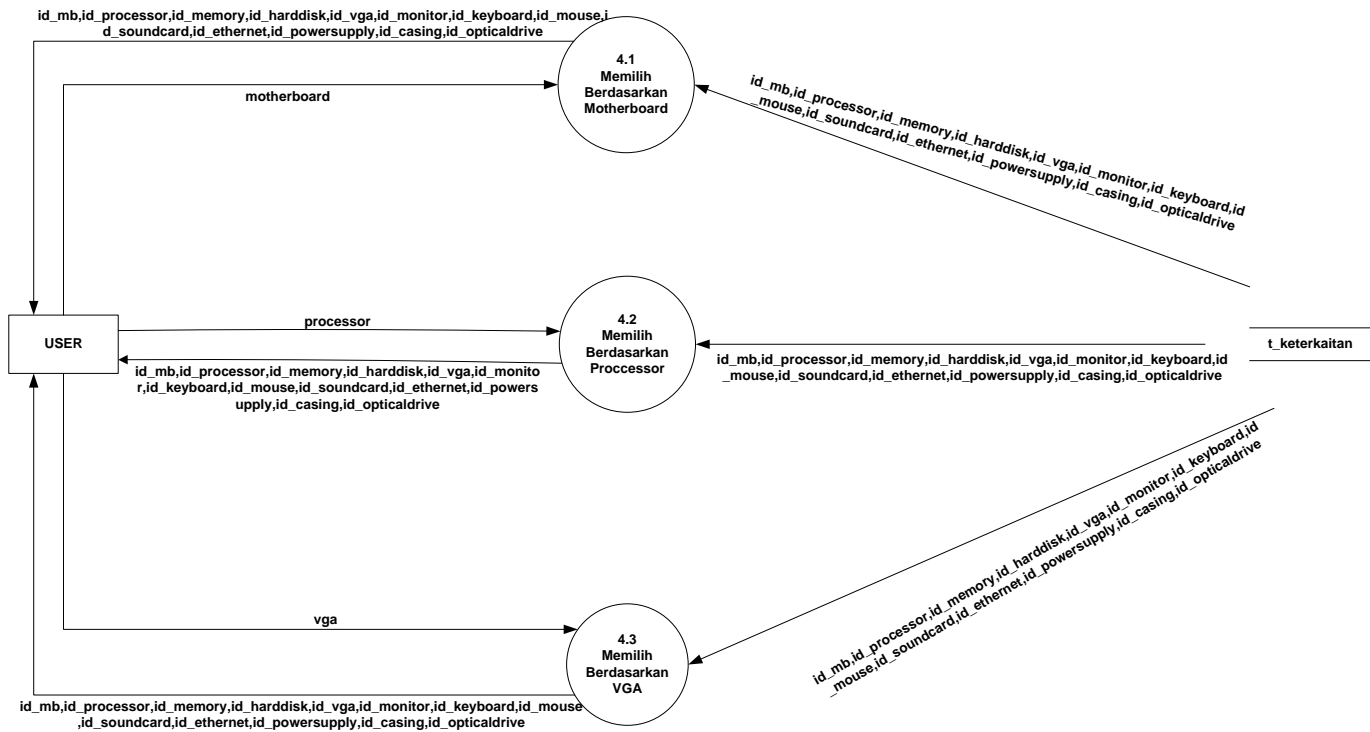 id_mb,id_processor,id_memory,id_harddisk,id_vga,id_monitor,id_keyboard,id_mouse,i
d_soundcard,id_ethernet,id_powersupply,id_casing,id_opticaldrive
4.1
Memilih
Berdasarkan
Motherboard
motherboard
id_mb,id_processor,id_memory,id_harddisk,id_vga,id_monitor,id_keyboard,id
_mouse,id_soundcard,id_ethernet,id_powersupply,id_casing,id_opticaldrive
USER
processor
4.2
Memilih
Berdasarkan
Proccessor
t_keterkaitan
id_mb,id_processor,id_memory,id_harddisk,id_vga,id_monito
r,id_keyboard,id_mouse,id_soundcard,id_ethernet,id_powers
upply,id_casing,id_opticaldrive
id_mb,id_processor,id_memory,id_harddisk,id_vga,id_monitor,id_keyboard,id
_mouse,id_soundcard,id_ethernet,id_powersupply,id_casing,id_opticaldrive
vga
4.3
Memilih
Berdasarkan
VGA
id_mb,id_processor,id_memory,id_harddisk,id_vga,id_monitor,id_keyboard,id
_mouse,id_soundcard,id_ethernet,id_powersupply,id_casing,id_opticaldrive
id_mb,id_processor,id_memory,id_harddisk,id_vga,id_monitor,id_keyboard,id_mouse
,id_soundcard,id_ethernet,id_powersupply,id_casing,id_opticaldrive